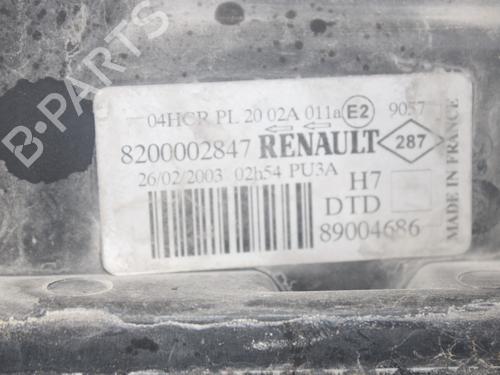 B-PARTS
04HCR PL 20 02A 011a E2 9057
8200002847 RENAULT 287
26/02/2003 02h54 PU3A H7
DTD
89004686
MADE IN FRANCE